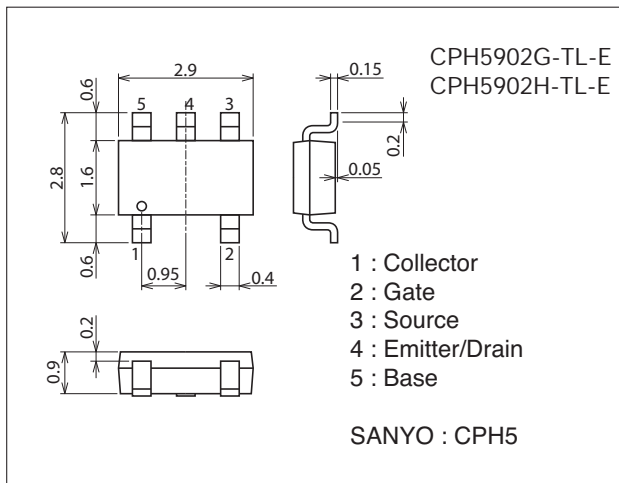 CPH5902G-TL-E
CPH5902H-TL-E
2.9
0.15
0.6
5
4
3
0.2
2.8
1.6
0.05
0.6
1
2
0.95
0.4
0.2
0.9
1 : Collector
2 : Gate
3 : Source
4 : Emitter/Drain
5 : Base
SANYO : CPH5